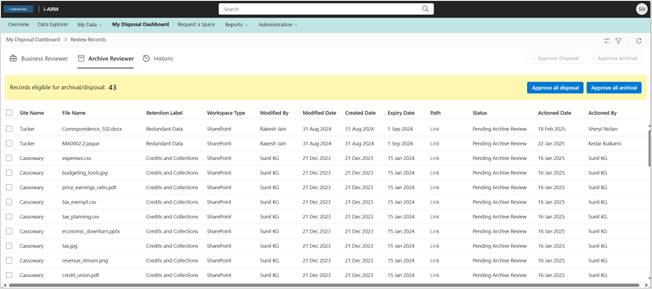 i-ARM Search SN
Overview Data Explorer My Data My Disposal Dashboard Request a Space Reports Administration
My Disposal Dashboard > Review Records
Business Reviewer Archive Reviewer Historic ✓ Approve Disposal ✓ Approve Archival
Records eligible for archival/disposal: 43 Approve all disposal Approve all archival
Site Name File Name Retention Label Workspace Type Modified By Modified Date Created Date Expiry Date Path Status Actioned Date Actioned By
Tucker Correspondence_102.docx Redundant Data SharePoint Rakesh Jain 31 Aug 2024 31 Aug 2024 1 Sep 2024 Link Pending Archive Review 18 Feb 2025 Sheryl Nolan
Tucker MA0002.2.jaspar Redundant Data SharePoint Rakesh Jain 31 Aug 2024 31 Aug 2024 1 Sep 2024 Link Pending Archive Review 22 Jan 2025 Kedar Kulkarni
Cassowary expenses.csv Credits and Collections SharePoint Sunil KG 21 Dec 2023 21 Dec 2023 15 Jan 2024 Link Pending Archive Review 16 Jan 2025 Sunil KG
Cassowary budgeting_tools.jpg Credits and Collections SharePoint Sunil KG 21 Dec 2023 21 Dec 2023 15 Jan 2024 Link Pending Archive Review 16 Jan 2025 Sunil KG
Cassowary price_earnings_ratio.pdf Credits and Collections SharePoint Sunil KG 21 Dec 2023 21 Dec 2023 15 Jan 2024 Link Pending Archive Review 16 Jan 2025 Sunil KG
Cassowary tax_exempt.csv Credits and Collections SharePoint Sunil KG 21 Dec 2023 21 Dec 2023 15 Jan 2024 Link Pending Archive Review 16 Jan 2025 Sunil KG
Cassowary tax_planning.csv Credits and Collections SharePoint Sunil KG 21 Dec 2023 21 Dec 2023 15 Jan 2024 Link Pending Archive Review 16 Jan 2025 Sunil KG
Cassowary economic_downturn.pptx Credits and Collections SharePoint Sunil KG 21 Dec 2023 21 Dec 2023 15 Jan 2024 Link Pending Archive Review 16 Jan 2025 Sunil KG
Cassowary tax.jpg Credits and Collections SharePoint Sunil KG 21 Dec 2023 21 Dec 2023 15 Jan 2024 Link Pending Archive Review 16 Jan 2025 Sunil KG
Cassowary revenue_stream.png Credits and Collections SharePoint Sunil KG 21 Dec 2023 21 Dec 2023 15 Jan 2024 Link Pending Archive Review 16 Jan 2025 Sunil KG
Cassowary credit_union.pdf Credits and Collections SharePoint Sunil KG 21 Dec 2023 21 Dec 2023 15 Jan 2024 Link Pending Archive Review 16 Jan 2025 Sunil KG